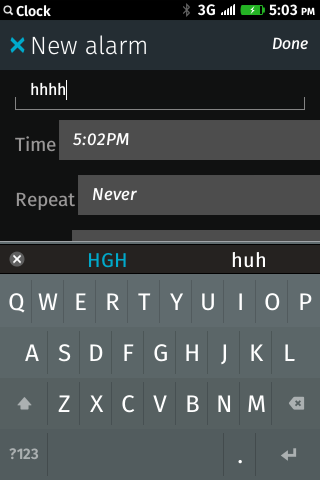 Clock 3G 5:03 PM
New alarm Done
hhhh
Time 5:02PM
Repeat Never
HGH huh
Q W E R T Y U I O P
A S D F G H J K L
Z X C V B N M
?123 .